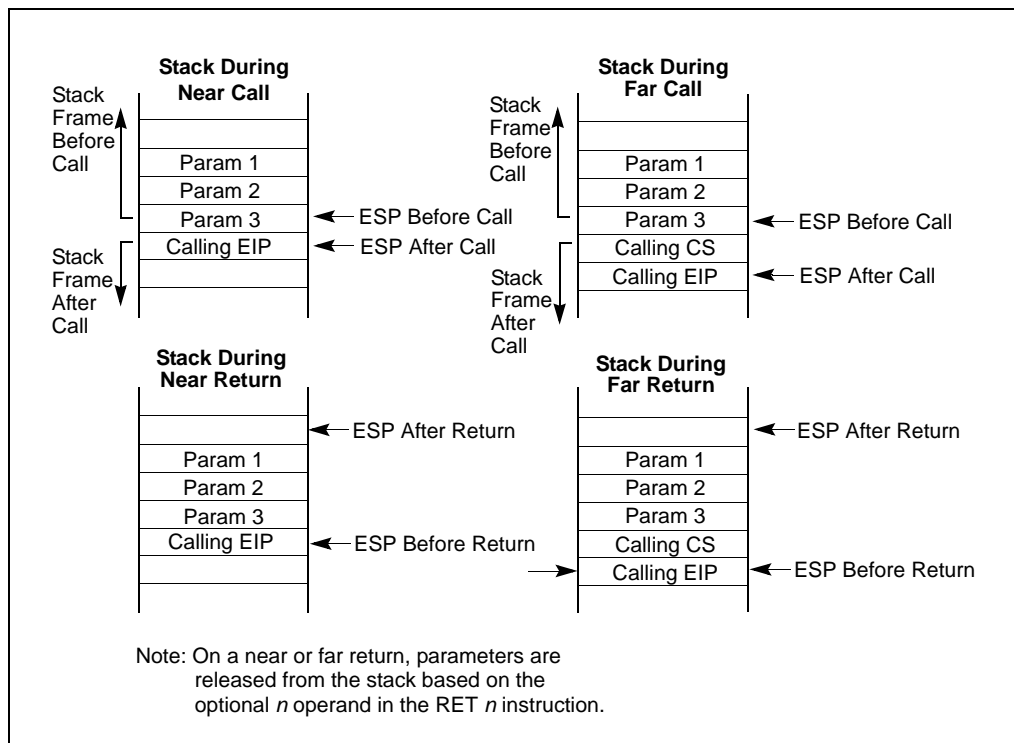 Stack During
Near Call
Stack
Frame
Before
Call
Param 1
Param 2
Param 3
Calling EIP
ESP Before Call
ESP After Call
Stack
Frame
After
Call
Stack During
Far Call
Stack
Frame
Before
Call
Param 1
Param 2
Param 3
Calling CS
Calling EIP
ESP Before Call
ESP After Call
Stack
Frame
After
Call
Stack During
Near Return
ESP After Return
Param 1
Param 2
Param 3
Calling EIP
ESP Before Return
Stack During
Far Return
ESP After Return
Param 1
Param 2
Param 3
Calling CS
Calling EIP
ESP Before Return
Note: On a near or far return, parameters are
released from the stack based on the
optional n operand in the RET n instruction.